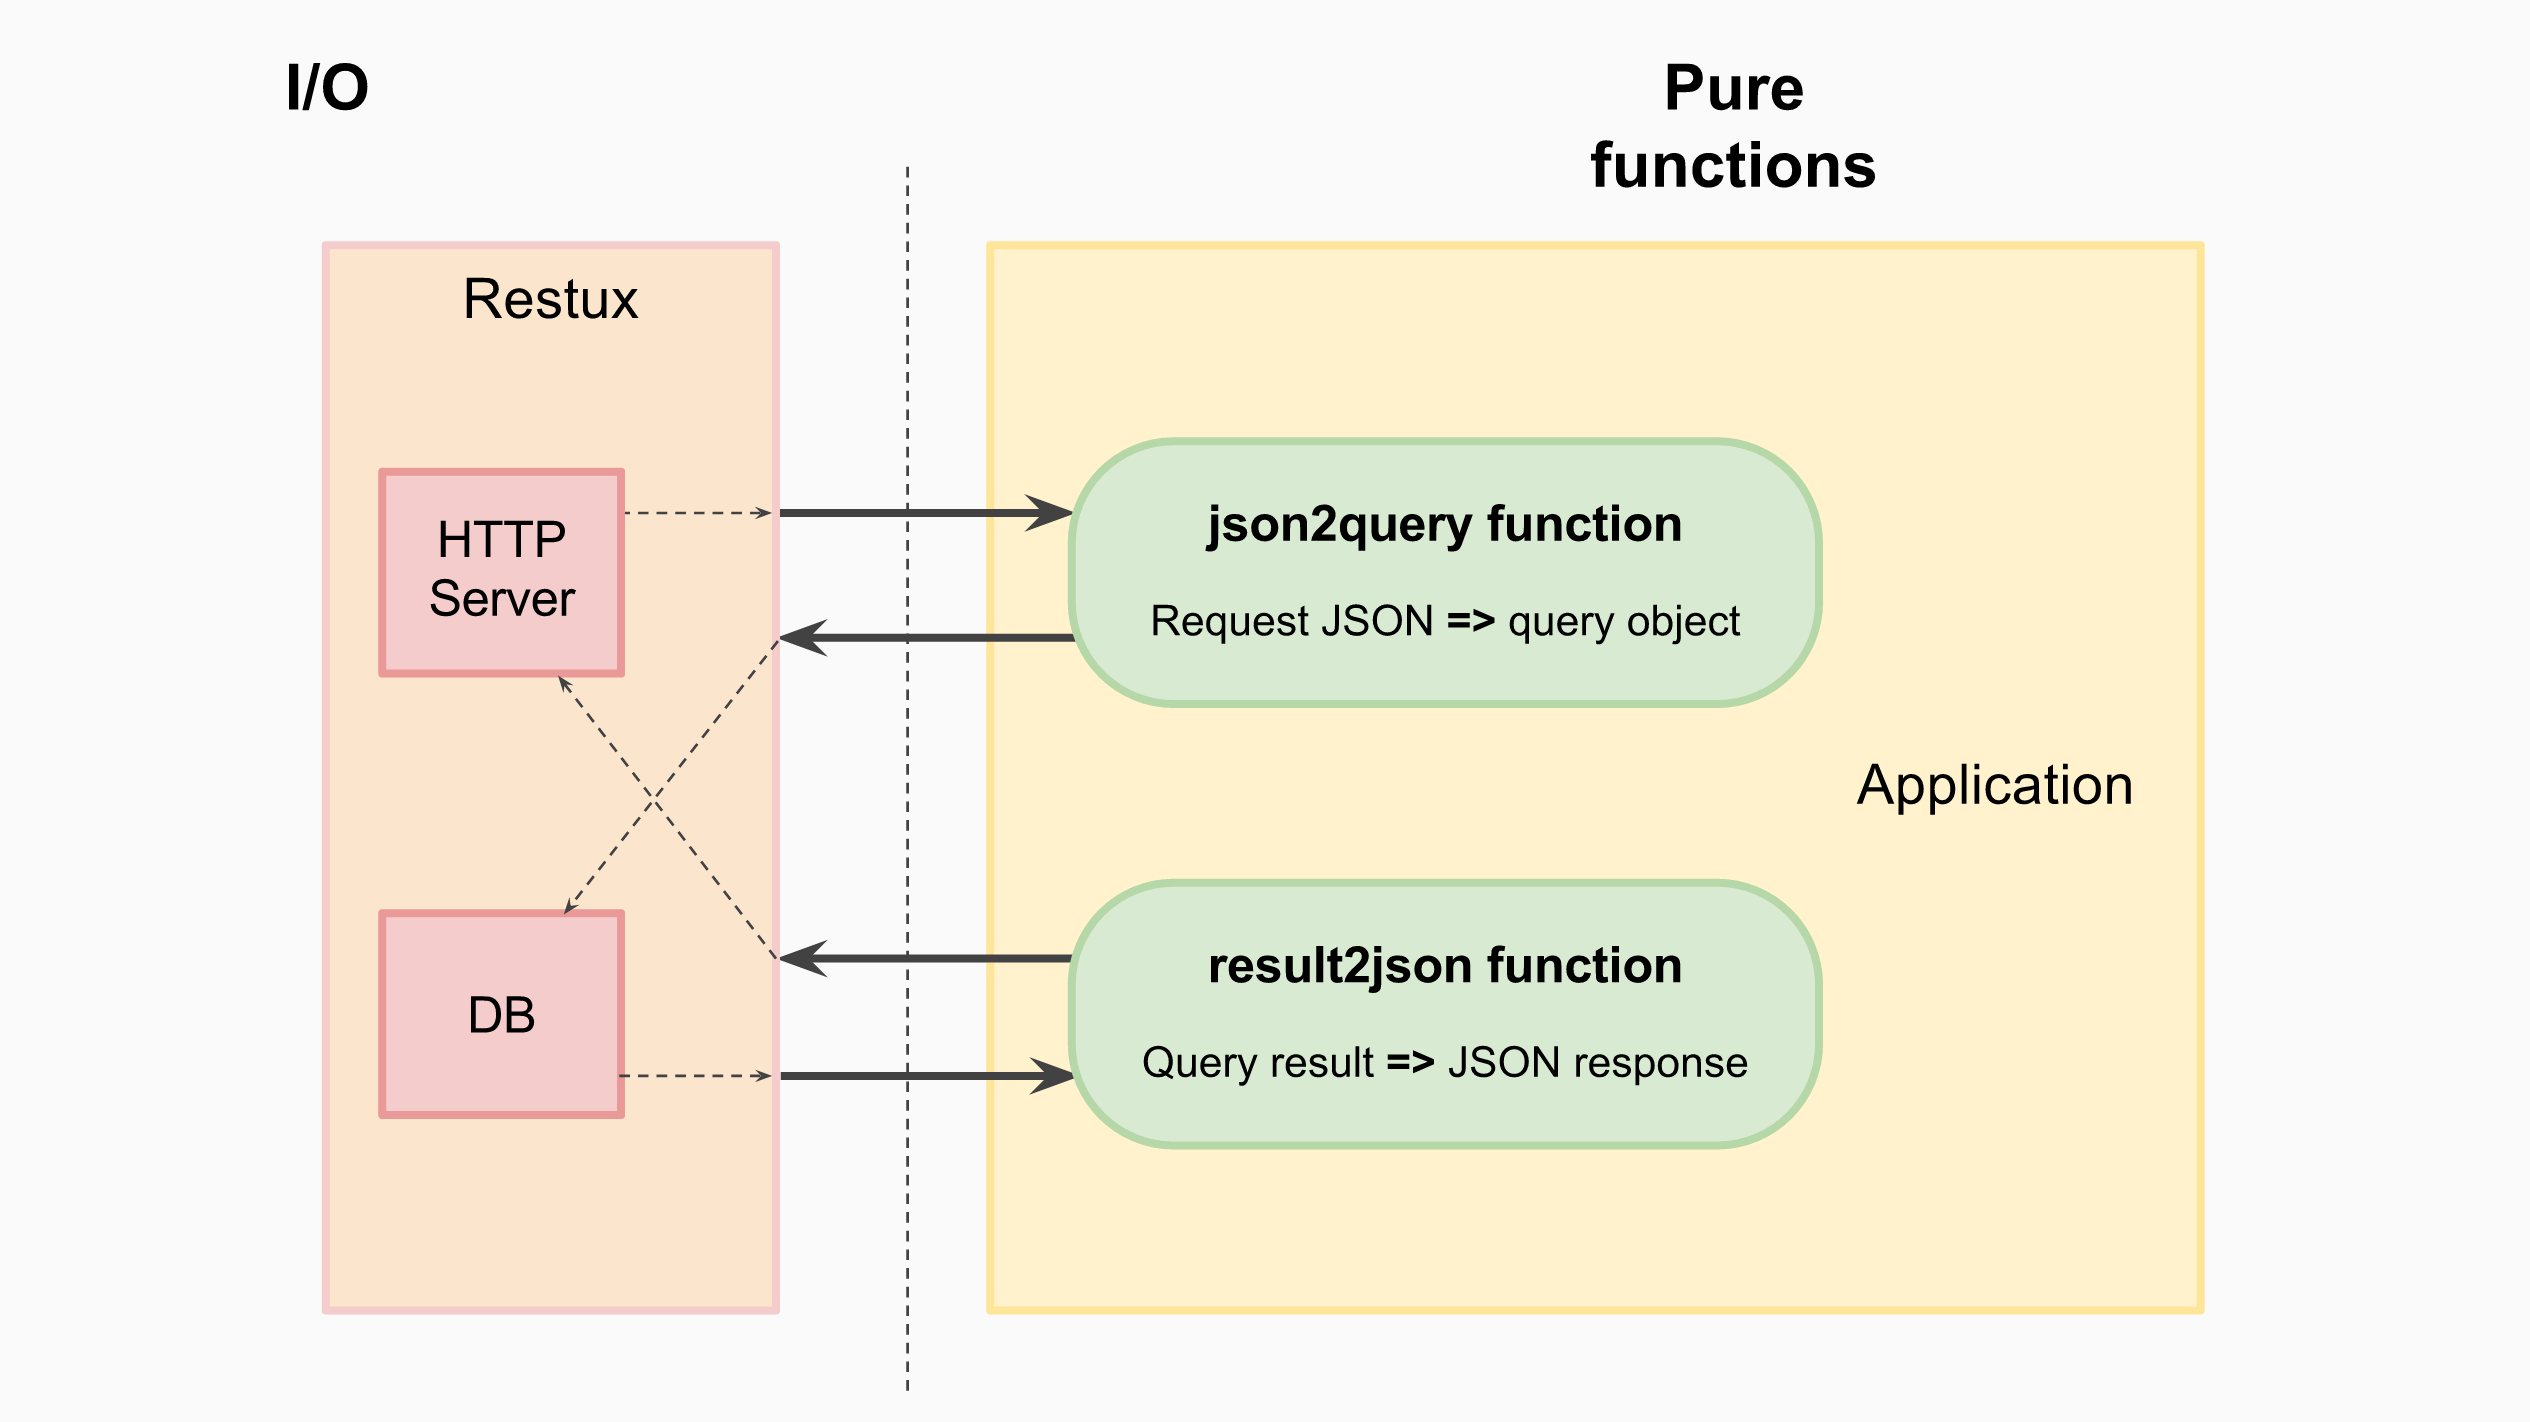 I/O
Pure
functions
Restux
HTTP
Server
DB
json2query function
Request JSON => query object
Application
result2json function
Query result => JSON response